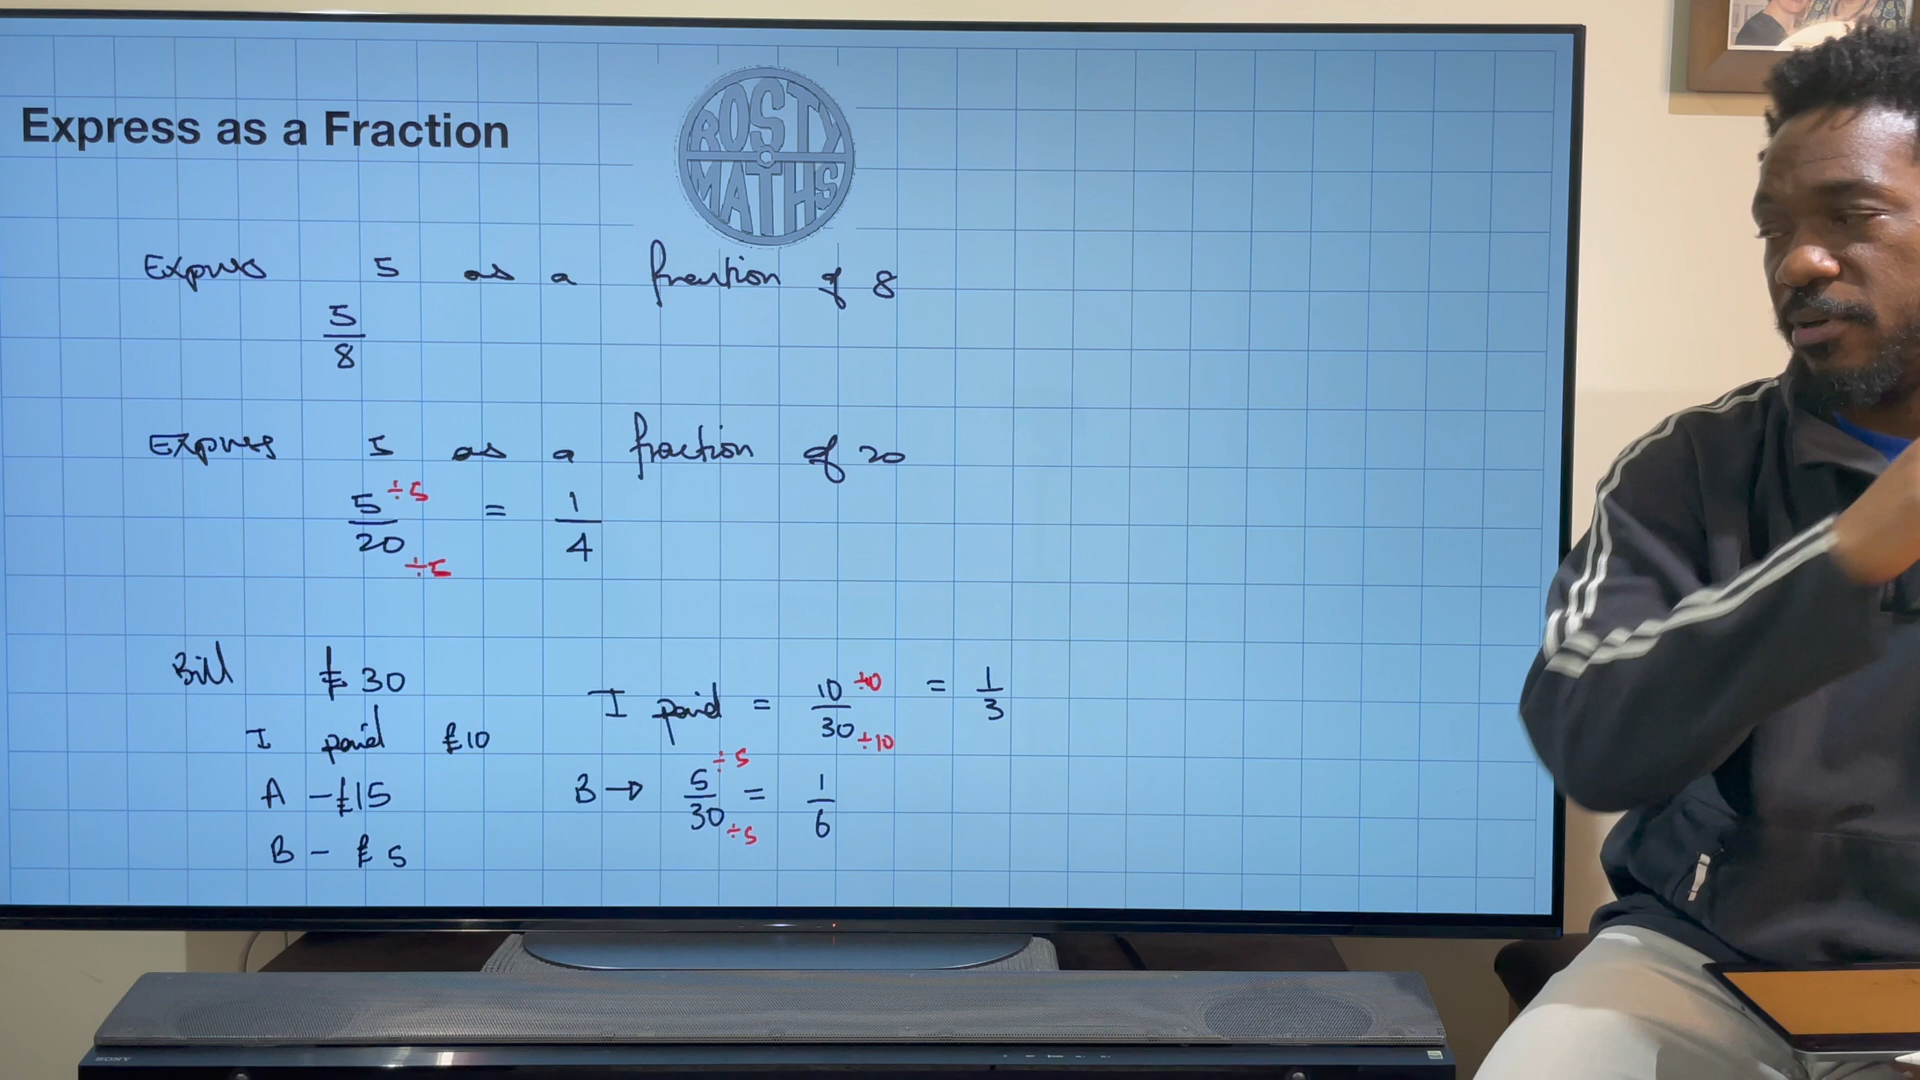 Express as a Fraction
ROSTY
MATHS
Express 5 as a fraction of 8
5
8
Express 5 as a fraction of 20
5 ÷5 = 1
20 ÷5 4
Bill £30
I paid £10
A - £15
B - £5
I paid = 10 ÷10 = 1
30 ÷10 3
B → 5 ÷5 = 1
30 ÷5 6
SONY